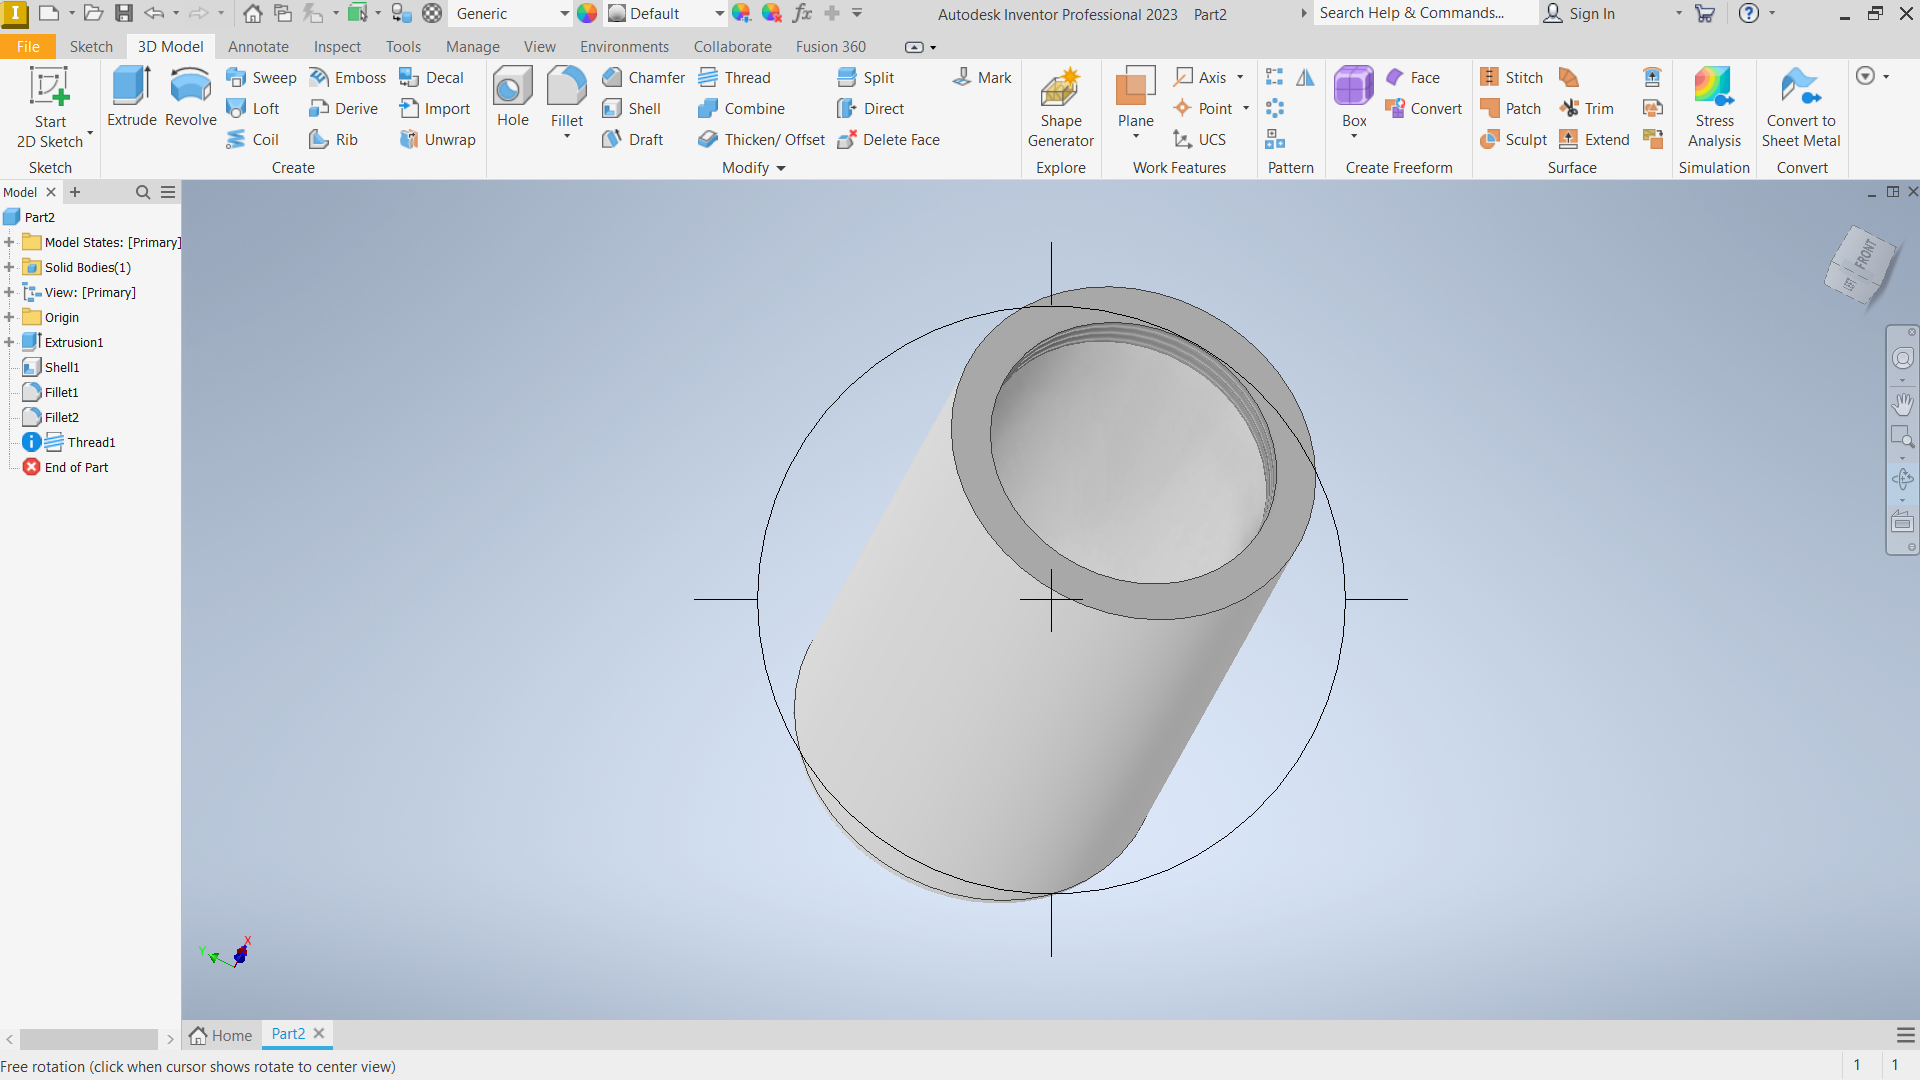 I Generic Default fx Autodesk Inventor Professional 2023 Part2 Search Help & Commands... Sign In ?
File Sketch 3D Model Annotate Inspect Tools Manage View Environments Collaborate Fusion 360
Start
2D Sketch
Sketch
Extrude Revolve
Sweep Emboss Decal
Loft Derive Import
Coil Rib Unwrap
Create
Hole Fillet
Chamfer Thread Split Mark
Shell Combine Direct
Draft Thicken/ Offset Delete Face
Modify
Shape
Generator
Explore
Plane
Axis
Point
UCS
Work Features
Pattern
Box
Face
Convert
Create Freeform
Stitch
Patch Trim
Sculpt Extend
Surface
Stress
Analysis
Simulation
Convert to
Sheet Metal
Convert
Model
Part2
Model States: [Primary]
Solid Bodies(1)
View: [Primary]
Origin
Extrusion1
Shell1
Fillet1
Fillet2
Thread1
End of Part
FRONT
Y X
Home Part2
Free rotation (click when cursor shows rotate to center view) 1 1